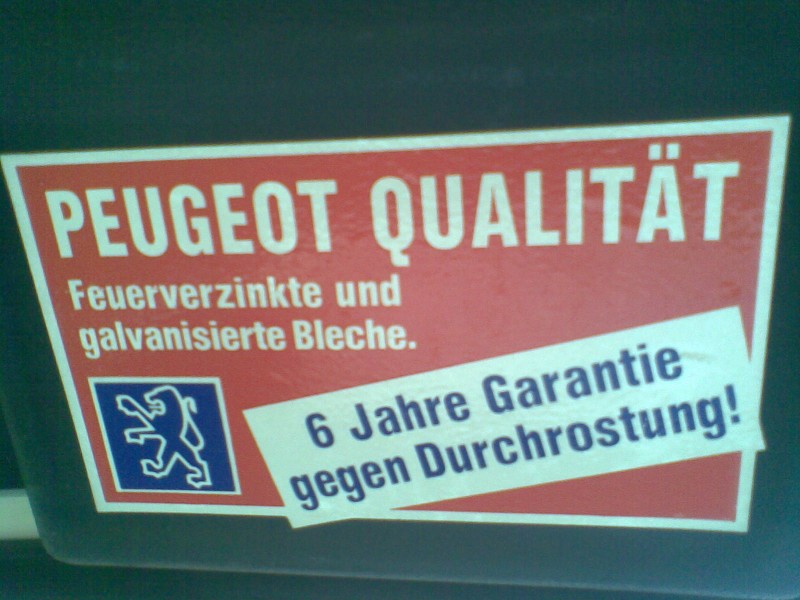 PEUGEOT QUALITÄT
Feuerverzinkte und
galvanisierte Bleche.
6 Jahre Garantie
gegen Durchrostung!